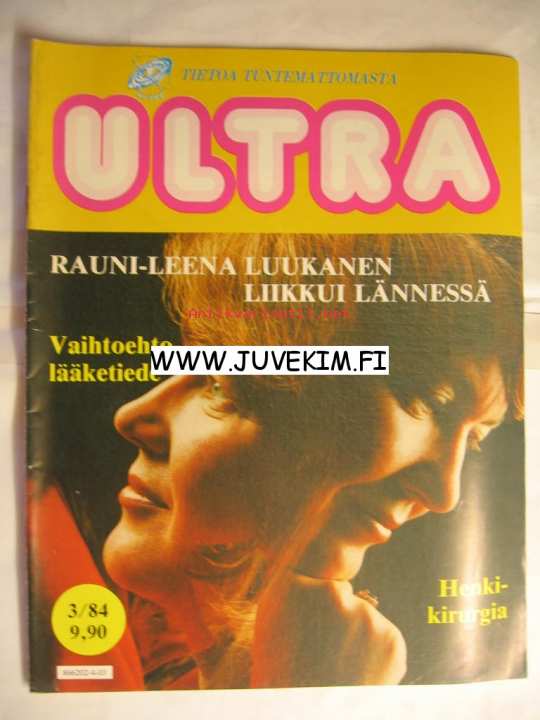 TIETOA TUNTEMATTOMASTA
ULTRA
RAUNI-LEENA LUUKANEN
LIIKKUI LÄNNESSÄ
Vaihtoehto-
lääketiede
WWW.JUVEKIM.FI
Henki-
kirurgia
3/84
9,90